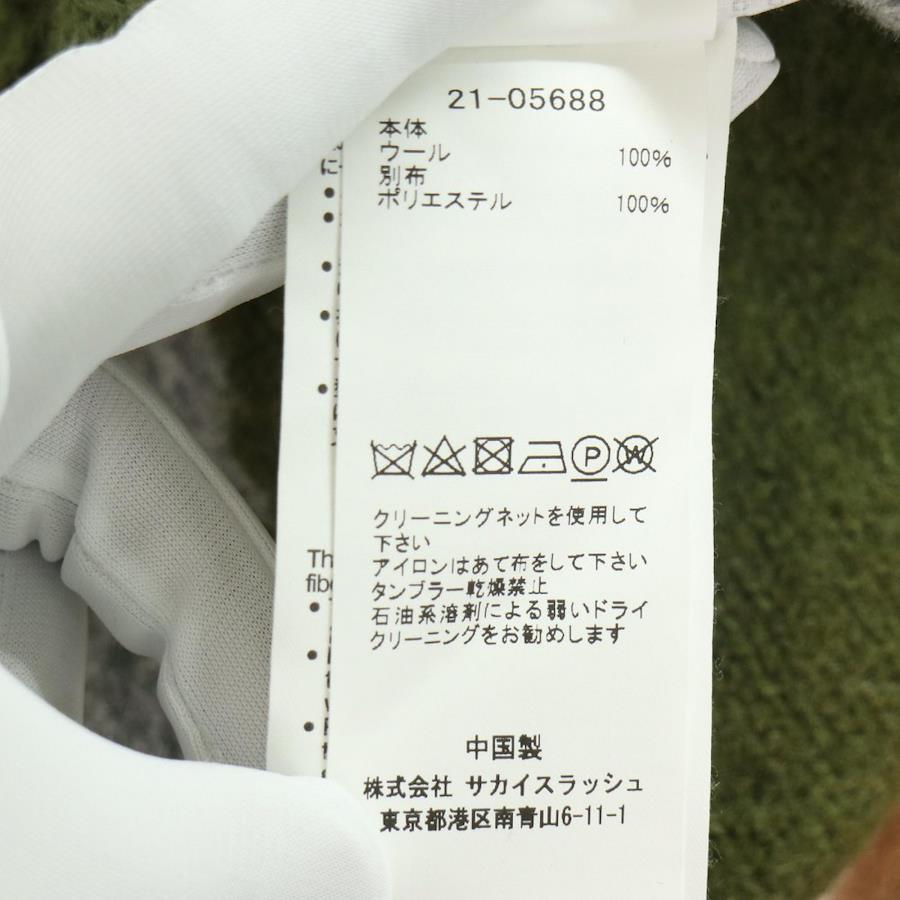 21-05688
本体
ウール 100%
別布
ポリエステル 100%
P W
クリーニングネットを使用して
下さい
アイロンはあて布をして下さい
タンブラー乾燥禁止
石油系溶剤による弱いドライ
クリーニングをお勧めします
中国製
株式会社 サカイスラッシュ
東京都港区南青山6-11-1
に
Th
fib